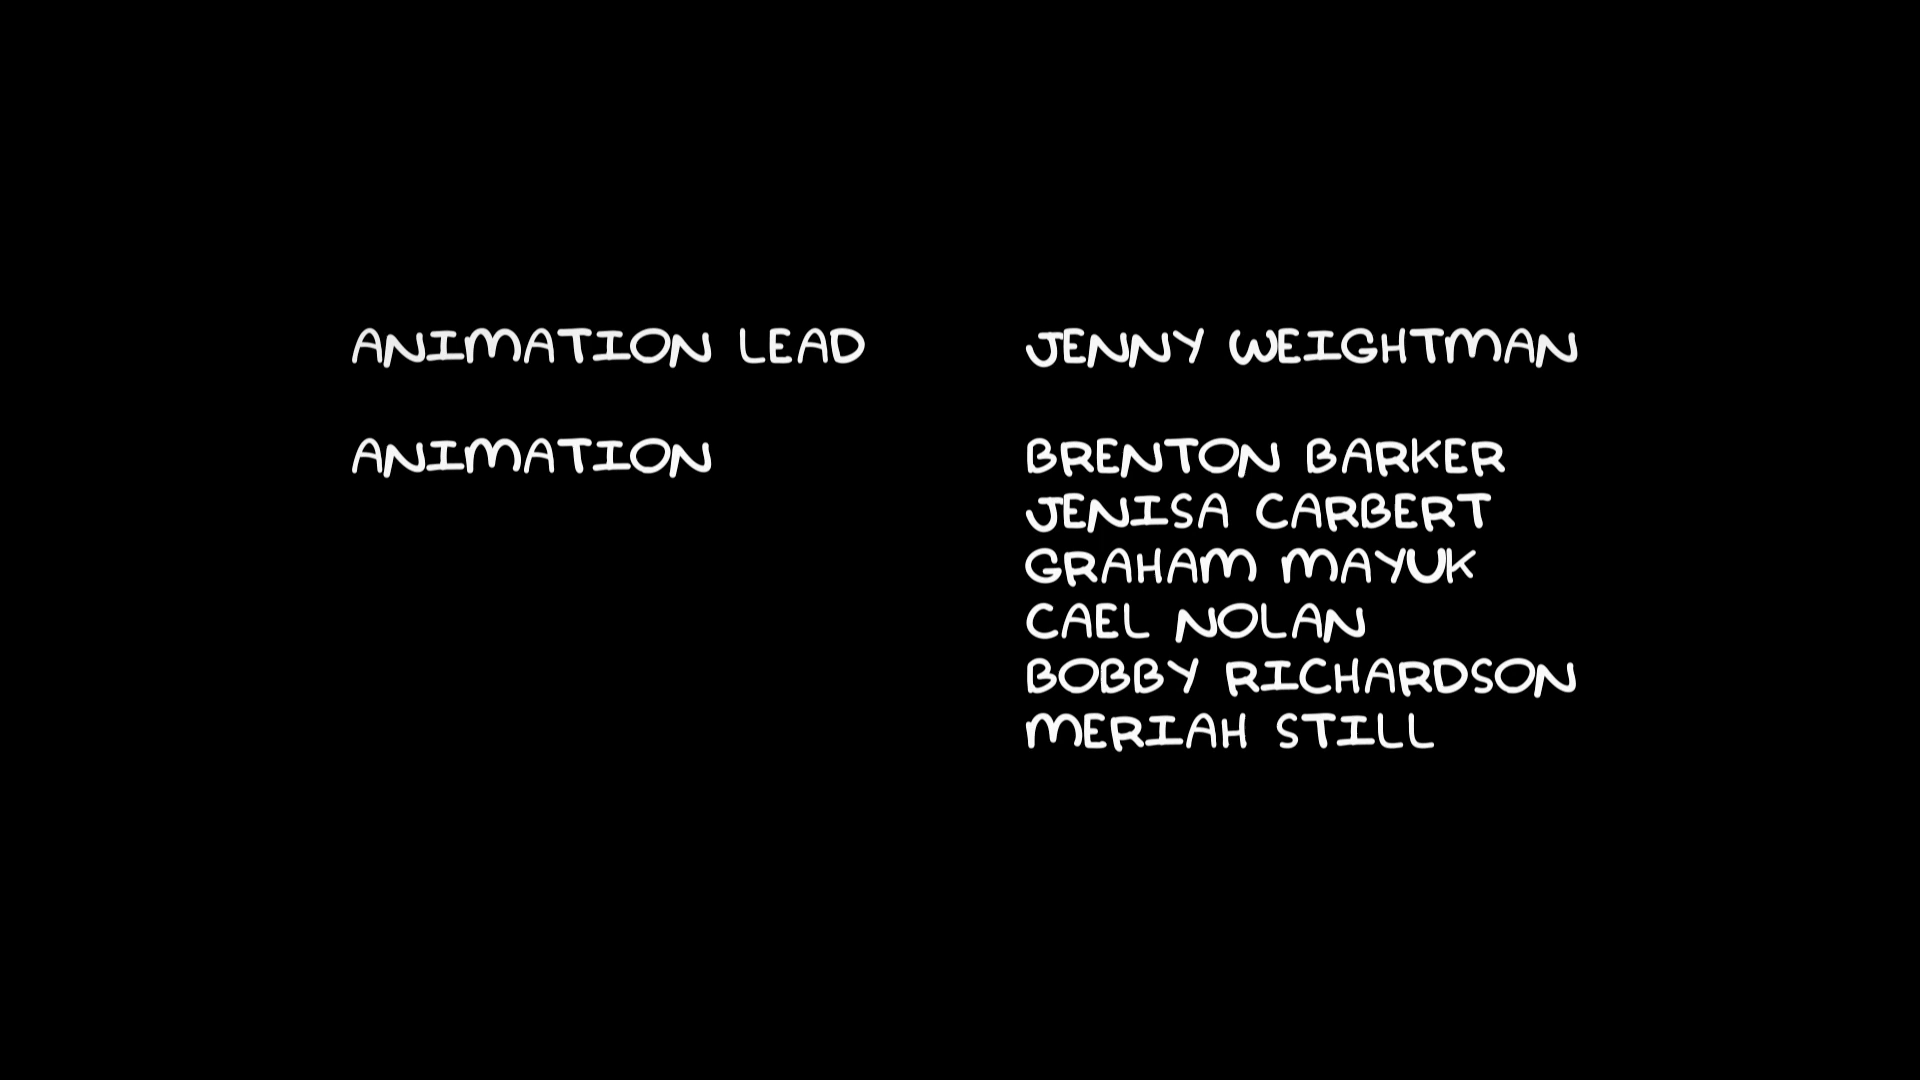 ANIMATION LEAD JENNY WEIGHTMAN
ANIMATION BRENTON BARKER
JENISA CARBERT
GRAHAM MAYUK
CAEL NOLAN
BOBBY RICHARDSON
MERIAH STILL